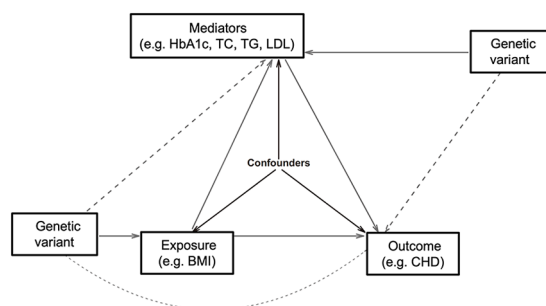 Mediators
(e.g. HbA1c, TC, TG, LDL)
Genetic
variant
Confounders
Genetic
variant
Exposure
(e.g. BMI)
Outcome
(e.g. CHD)